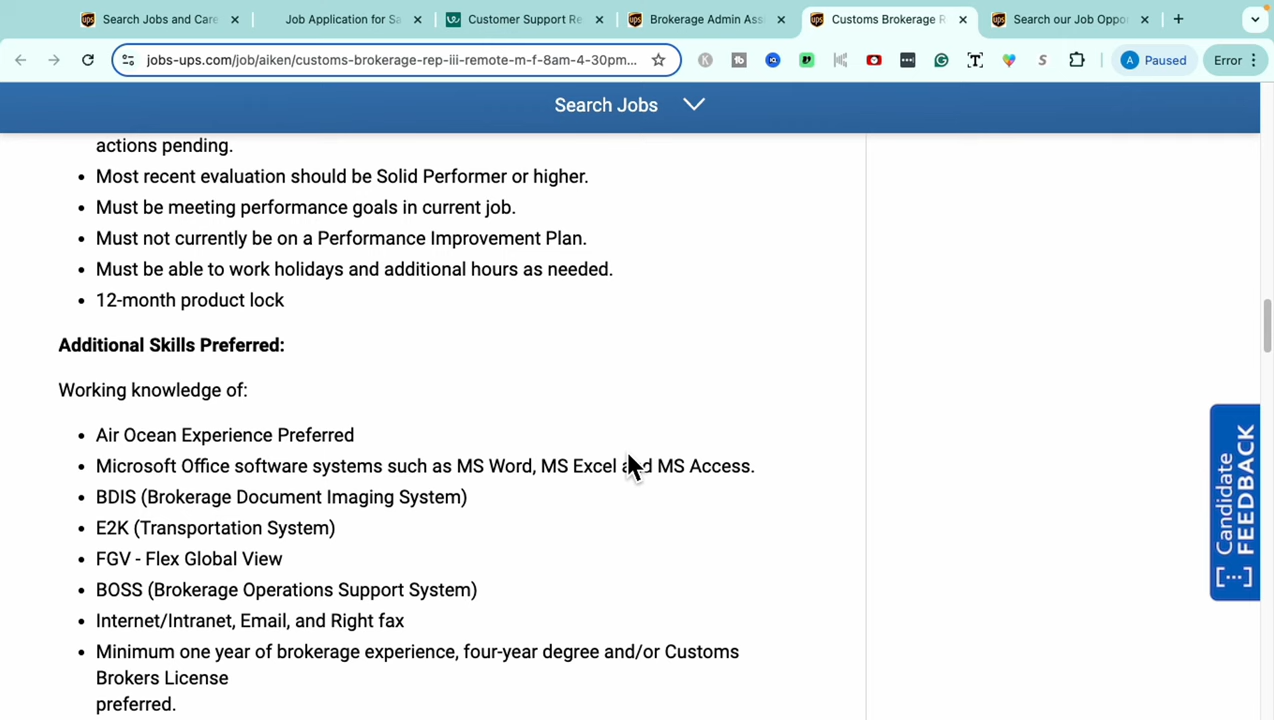 Search Jobs and Care
Job Application for Sa
Customer Support Re
Brokerage Admin Ass
Customs Brokerage R
Search our Job Oppo
jobs-ups.com/job/aiken/customs-brokerage-rep-iii-remote-m-f-8am-4-30pm...
Paused
Error
Search Jobs
actions pending.
• Most recent evaluation should be Solid Performer or higher.
• Must be meeting performance goals in current job.
• Must not currently be on a Performance Improvement Plan.
• Must be able to work holidays and additional hours as needed.
• 12-month product lock
Additional Skills Preferred:
Working knowledge of:
• Air Ocean Experience Preferred
• Microsoft Office software systems such as MS Word, MS Excel and MS Access.
• BDIS (Brokerage Document Imaging System)
• E2K (Transportation System)
• FGV - Flex Global View
• BOSS (Brokerage Operations Support System)
• Internet/Intranet, Email, and Right fax
• Minimum one year of brokerage experience, four-year degree and/or Customs
Brokers License
preferred.
Candidate
FEEDBACK